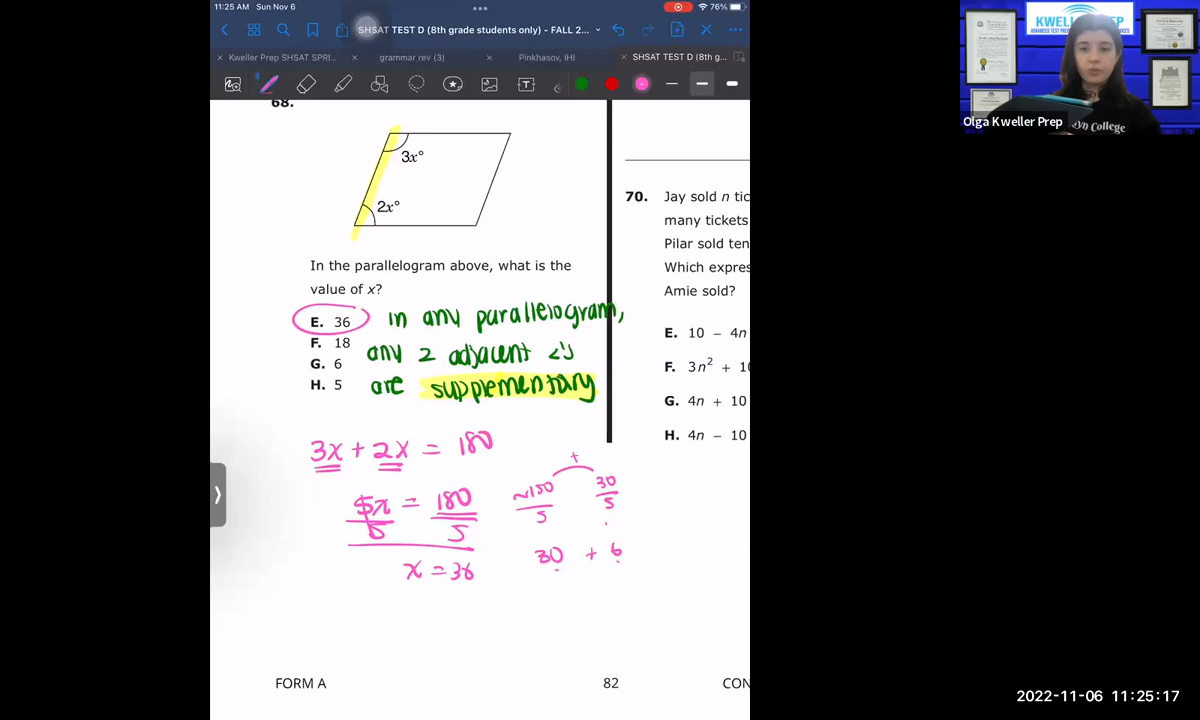 11:25 AM Sun Nov 6
76%
SHSAT TEST D (8th grade students only) - FALL 2...
Kweller Prep SHSAT SPRI...
grammar rev (3)
Pinkhasov, IHI
SHSAT TEST D (8th g...
68.
3x°
2x°
In the parallelogram above, what is the
value of x?
E. 36
F. 18
G. 6
H. 5
in any parallelogram,
any 2 adjacent <'s
are supplementary
3x + 2x = 180
5x = 180
5 5
x = 36
+
~150 30
5 5
30 + 6
FORM A
82
CON
70. Jay sold n tic
many tickets
Pilar sold ten
Which expres
Amie sold?
E. 10 − 4n
F. 3n² + 10
G. 4n + 10
H. 4n − 10
KWELLER PREP
Olga Kweller Prep
yn College
2022-11-06 11:25:17